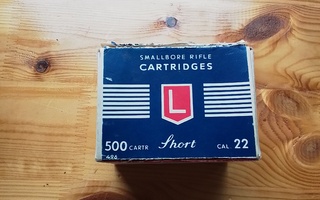 SMALLBORE RIFLE
CARTRIDGES
L
500 CARTR Short CAL. 22